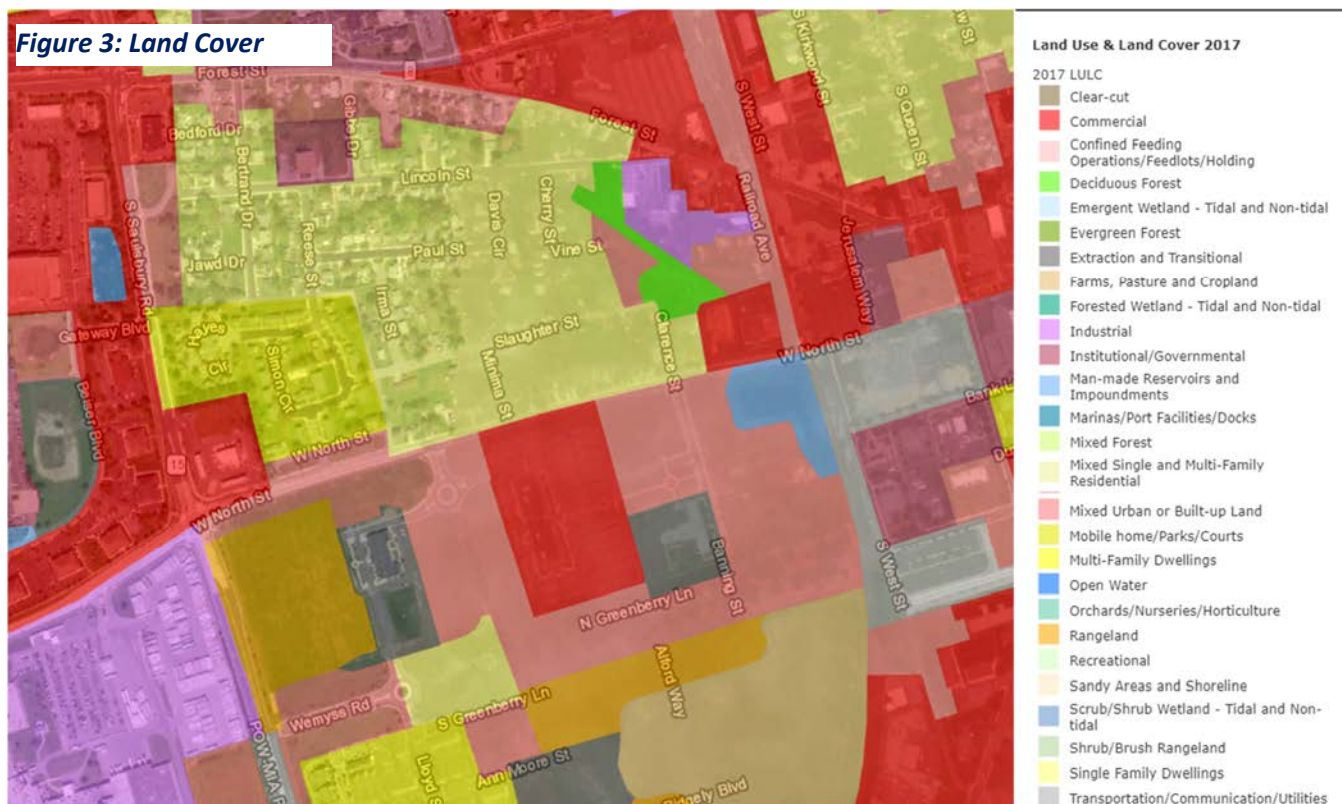 Figure 3: Land Cover
Forest St
Bedford Dr
Bertrand Dr
Gibbs Dr
Lincoln St
Forest St
S West St
S Kirkwood St
S Queen St
Railroad Ave
S Saulsbury Rd
Jawd Dr
Reese St
Paul St
Davis Cir
Cherry St
Vine St
Irma St
Jerusalem Way
Gateway Blvd
Hayes
Cir
Simon Cir
Slaughter St
Minima St
Clarence St
W North St
Beiser Blvd
15
W North St
W North St
Banning St
N Greenberry Ln
S West St
Alford Way
S Greenberry Ln
Wemyss Rd
POW-MIA
Lloyd S
Ann Moore St
Ridgely Blvd
Land Use & Land Cover 2017
2017 LULC
Clear-cut
Commercial
Confined Feeding
Operations/Feedlots/Holding
Deciduous Forest
Emergent Wetland - Tidal and Non-tidal
Evergreen Forest
Extraction and Transitional
Farms, Pasture and Cropland
Forested Wetland - Tidal and Non-tidal
Industrial
Institutional/Governmental
Man-made Reservoirs and
Impoundments
Marinas/Port Facilities/Docks
Mixed Forest
Mixed Single and Multi-Family
Residential
Mixed Urban or Built-up Land
Mobile home/Parks/Courts
Multi-Family Dwellings
Open Water
Orchards/Nurseries/Horticulture
Rangeland
Recreational
Sandy Areas and Shoreline
Scrub/Shrub Wetland - Tidal and Non-
tidal
Shrub/Brush Rangeland
Single Family Dwellings
Transportation/Communication/Utilities